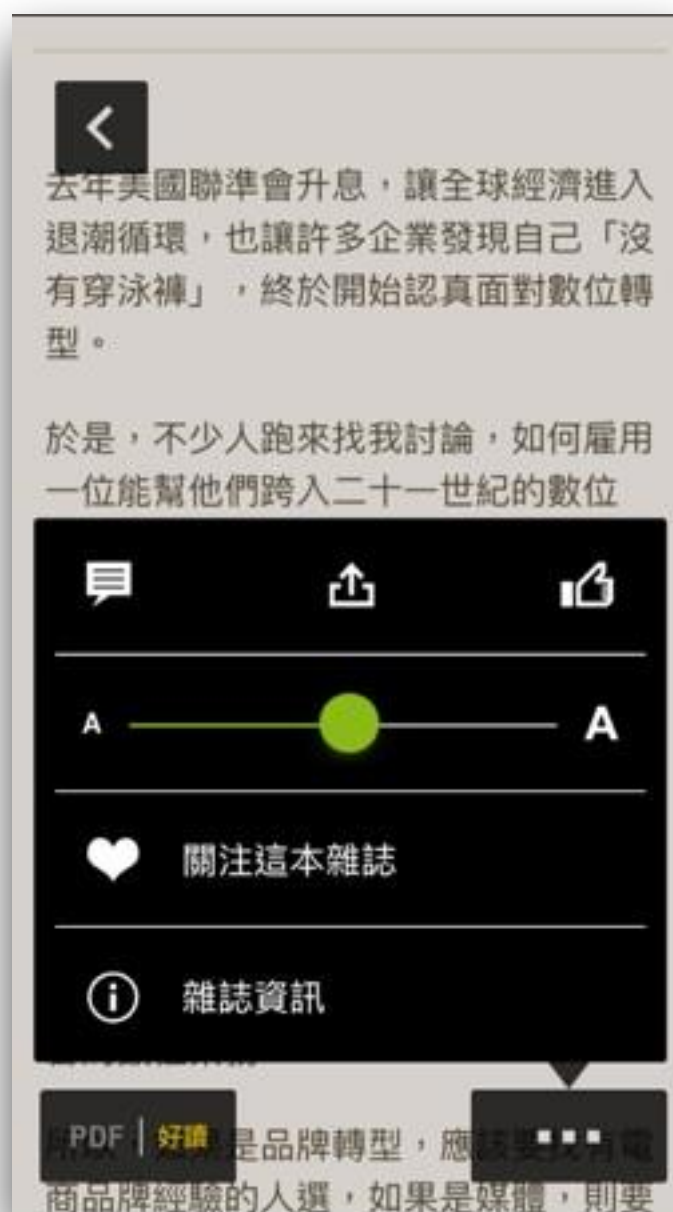 去年美國聯準會升息，讓全球經濟進入
退潮循環，也讓許多企業發現自己「沒
有穿泳褲」，終於開始認真面對數位轉
型。
於是，不少人跑來找我討論，如何雇用
一位能幫他們跨入二十一世紀的數位
A A
關注這本雜誌
雜誌資訊
PDF | 好讀
是品牌轉型，應該要找有電
商品牌經驗的人選，如果是媒體，則要